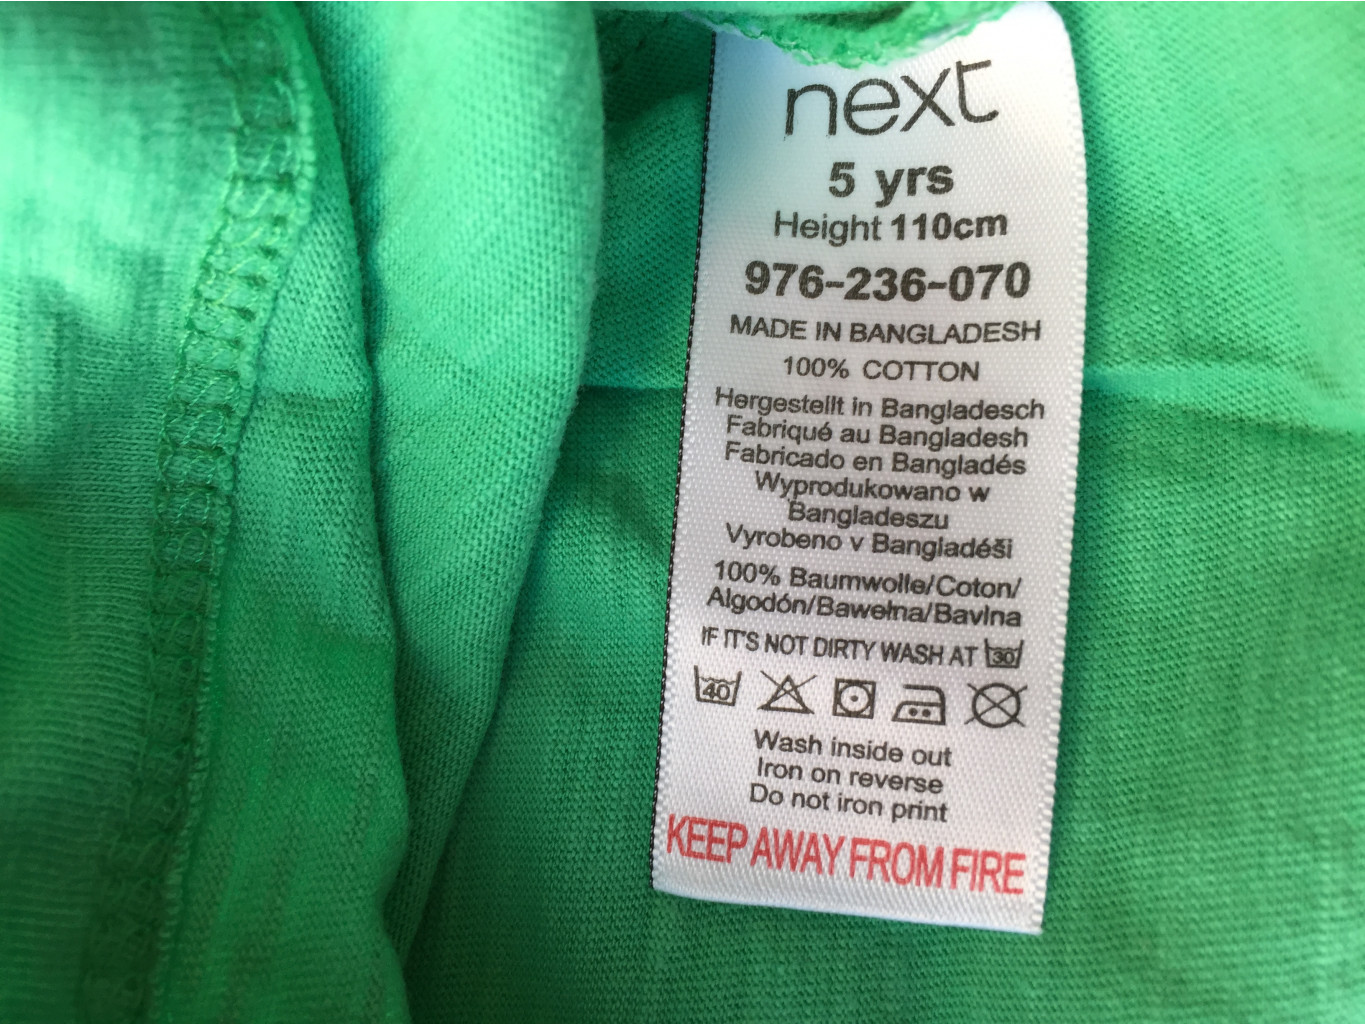 next
5 yrs
Height 110cm
976-236-070
MADE IN BANGLADESH
100% COTTON
Hergestellt in Bangladesch
Fabriqué au Bangladesh
Fabricado en Bangladés
Wyprodukowano w
Bangladeszu
Vyrobeno v Bangladéši
100% Baumwolle/Coton/
Algodón/Bawełna/Bavlna
IF IT'S NOT DIRTY WASH AT 30
40
Wash inside out
Iron on reverse
Do not iron print
KEEP AWAY FROM FIRE